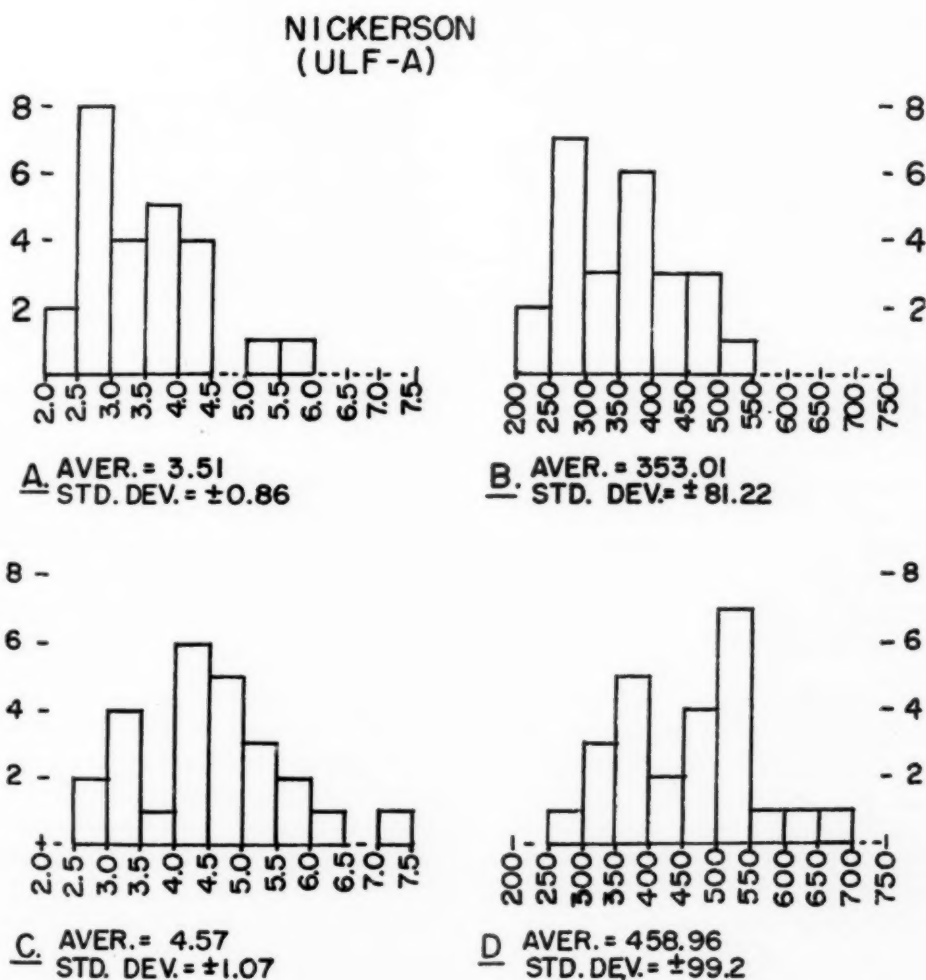 NICKERSON
(ULF-A)
8
6
4
2
2.0 2.5 3.0 3.5 4.0 4.5 5.0 5.5 6.0 6.5 7.0 7.5
A. AVER. = 3.51
STD. DEV. = ±0.86
8
6
4
2
200 250 300 350 400 450 500 550 600 650 700 750
B. AVER. = 353.01
STD. DEV. = ±81.22
8
6
4
2
2.0 2.5 3.0 3.5 4.0 4.5 5.0 5.5 6.0 6.5 7.0 7.5
C. AVER. = 4.57
STD. DEV. = ±1.07
8
6
4
2
200 250 300 350 400 450 500 550 600 650 700 750
D AVER. = 458.96
STD. DEV. = ±99.2